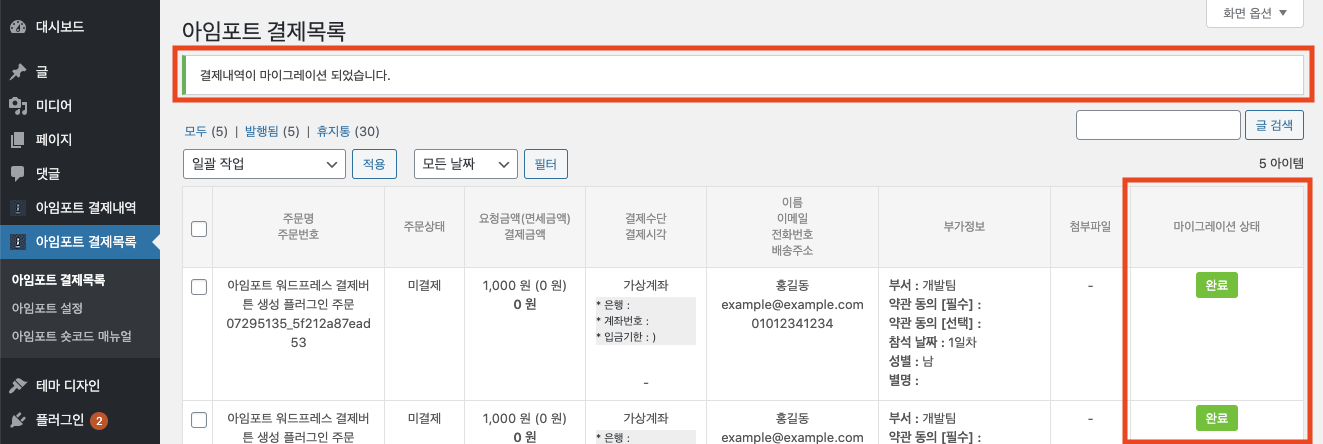 대시보드
글
미디어
페이지
댓글
아임포트 결제내역
아임포트 결제목록
아임포트 결제목록
아임포트 설정
아임포트 숏코드 매뉴얼
테마 디자인
플러그인 2
화면 옵션 ▼
아임포트 결제목록
결제내역이 마이그레이션 되었습니다.
모두 (5) | 발행됨 (5) | 휴지통 (30)
글 검색
일괄 작업 적용 모든 날짜 필터
5 아이템
주문명
주문번호
주문상태
요청금액(면세금액)
결제금액
결제수단
결제시각
이름
이메일
전화번호
배송주소
부가정보
첨부파일
마이그레이션 상태
아임포트 워드프레스 결제버
튼 생성 플러그인 주문
07295135_5f212a87ead
53
미결제
1,000 원 (0 원)
0 원
가상계좌
* 은행 :
* 계좌번호 :
* 입금기한 : )
-
홍길동
example@example.com
01012341234
부서 : 개발팀
약관 동의 [필수] :
약관 동의 [선택] :
참석 날짜 : 1일차
성별 : 남
별명 :
-
완료
아임포트 워드프레스 결제버
튼 생성 플러그인 주문
미결제
1,000 원 (0 원)
0 원
가상계좌
* 은행 :
홍길동
example@example.com
부서 : 개발팀
약관 동의 [필수] :
-
완료